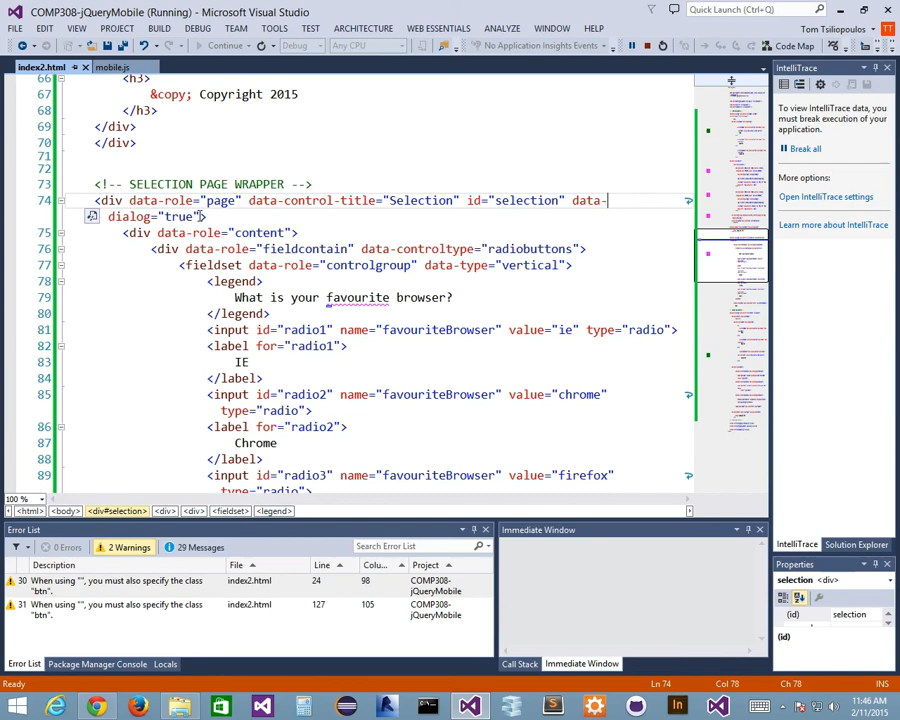 COMP308-jQueryMobile (Running) - Microsoft Visual Studio
Quick Launch (Ctrl+Q)
FILE EDIT VIEW PROJECT BUILD DEBUG TEAM TOOLS TEST ARCHITECTURE WEB ESSENTIALS ANALYZE WINDOW HELP
Tom Tsiliopoulos TT
Continue Debug Any CPU No Application Insights Events Code Map
index2.html mobile.js
IntelliTrace
66 <h3>
67 &copy; Copyright 2015
68 </h3>
69 </div>
70 </div>
71
72
73 <!-- SELECTION PAGE WRAPPER -->
74 <div data-role="page" data-control-title="Selection" id="selection" data-
dialog="true">
75 <div data-role="content">
76 <div data-role="fieldcontain" data-controltype="radiobuttons">
77 <fieldset data-role="controlgroup" data-type="vertical">
78 <legend>
79 What is your favourite browser?
80 </legend>
81 <input id="radio1" name="favouriteBrowser" value="ie" type="radio">
82 <label for="radio1">
83 IE
84 </label>
85 <input id="radio2" name="favouriteBrowser" value="chrome"
type="radio">
86 <label for="radio2">
87 Chrome
88 </label>
89 <input id="radio3" name="favouriteBrowser" value="firefox"
type="radio">
To view IntelliTrace data, you must break execution of your application.
Break all
More options:
Open IntelliTrace settings
Learn more about IntelliTrace
100 %
<html> <body> <div#selection> <div> <div> <fieldset> <legend>
IntelliTrace Solution Explorer
Error List
0 Errors 2 Warnings 29 Messages Search Error List
Description File Line Colu... Project
30 When using "", you must also specify the class "btn". index2.html 24 98 COMP308-jQueryMobile
31 When using "", you must also specify the class "btn". index2.html 127 105 COMP308-jQueryMobile
Error List Package Manager Console Locals
Immediate Window
Call Stack Immediate Window
Properties
selection <div>
(id) selection
(id)
Ready Ln 74 Col 78 Ch 78 INS
11:46 AM
2/11/2015